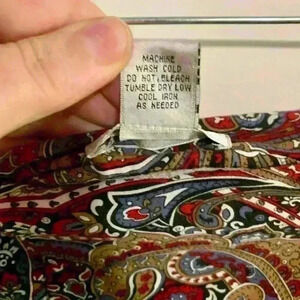 MACHINE
WASH COLD
DO NOT BLEACH
TUMBLE DRY LOW
COOL IRON
AS NEEDED